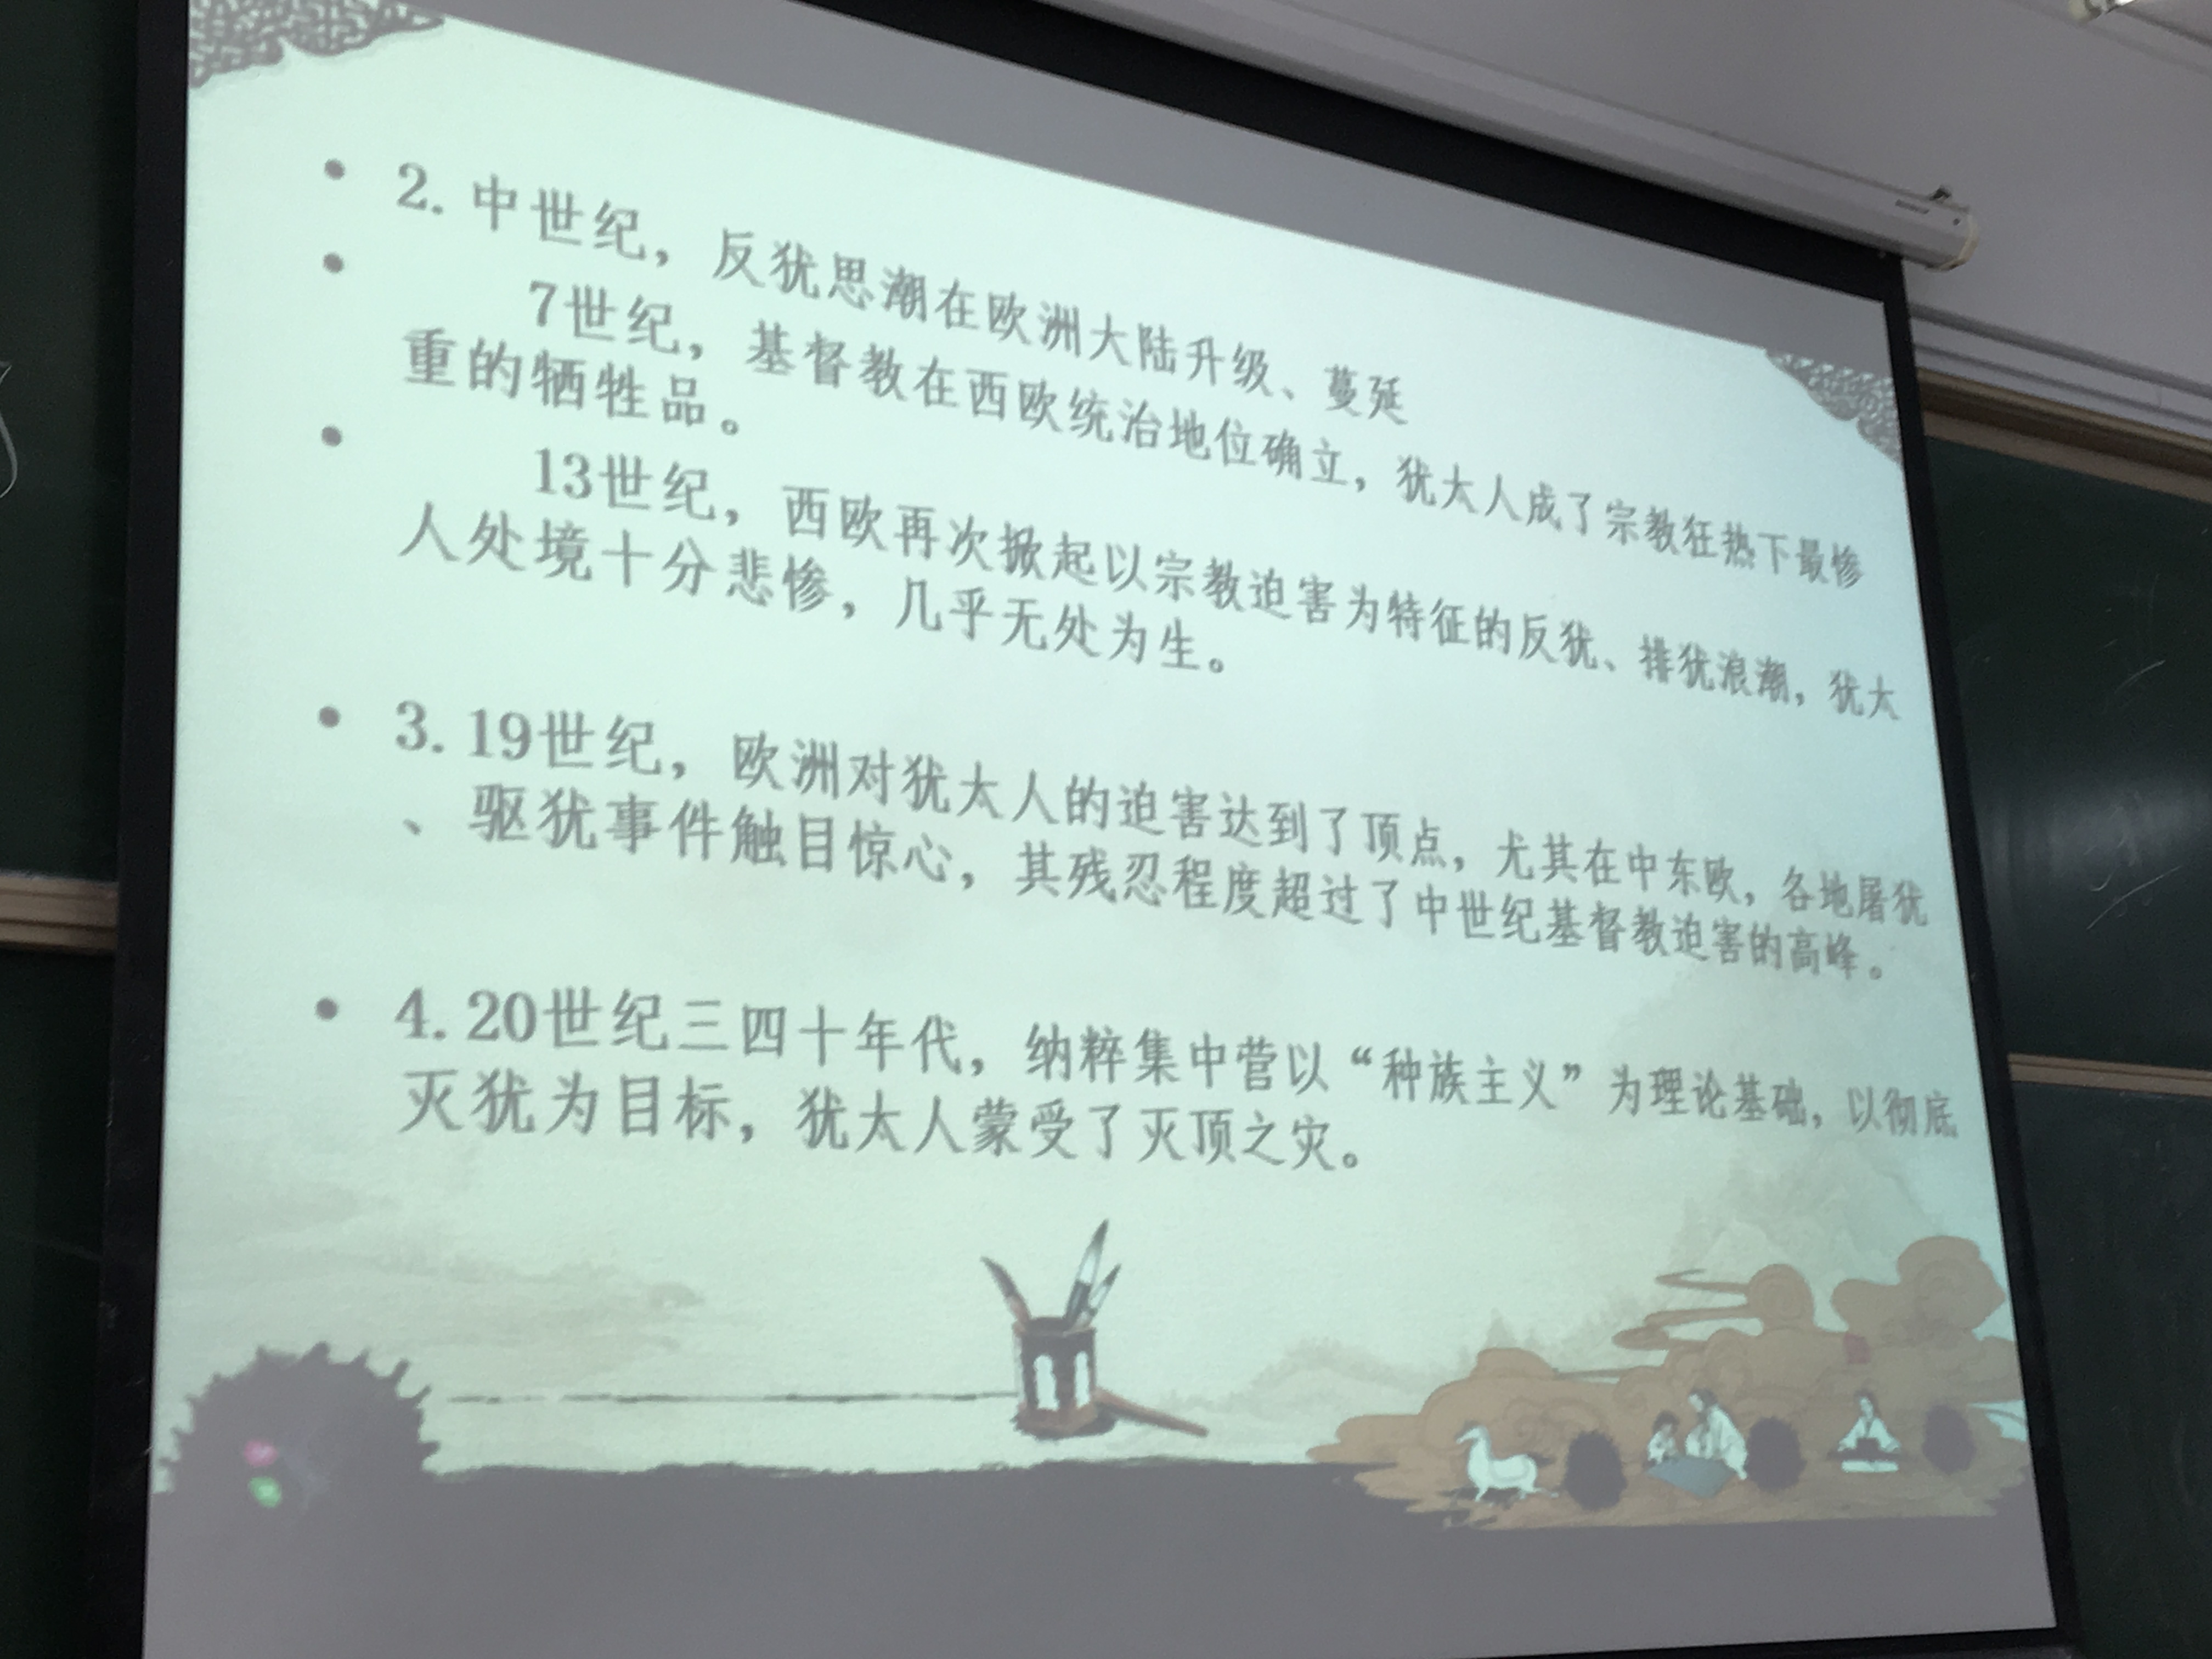 • 2. 中世纪，反犹思潮在欧洲大陆升级、蔓延
• 7世纪，基督教在西欧统治地位确立，犹太人成了宗教狂热下最惨
重的牺牲品。
• 13世纪，西欧再次掀起以宗教迫害为特征的反犹、排犹浪潮，犹太
人处境十分悲惨，几乎无处为生。
• 3. 19世纪，欧洲对犹太人的迫害达到了顶点，尤其在中东欧，各地屠犹
、驱犹事件触目惊心，其残忍程度超过了中世纪基督教迫害的高峰。
• 4. 20世纪三四十年代，纳粹集中营以“种族主义”为理论基础，以彻底
灭犹为目标，犹太人蒙受了灭顶之灾。